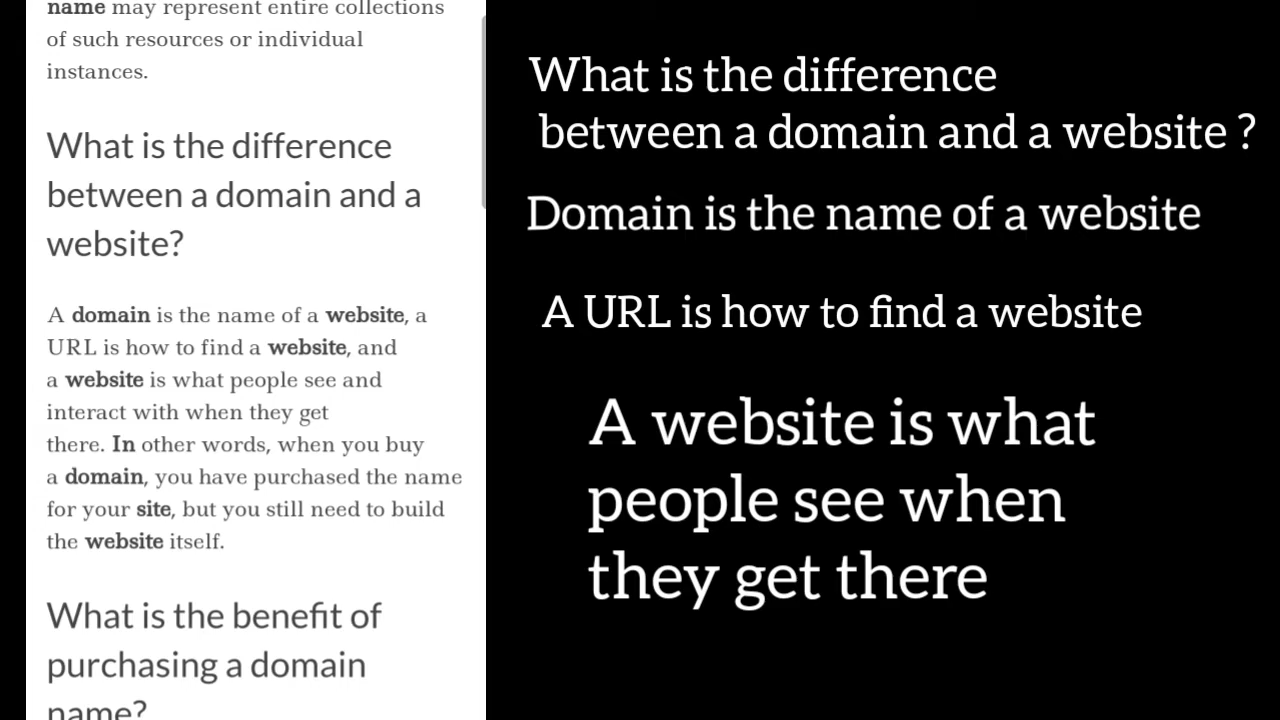 name may represent entire collections
of such resources or individual
instances.
What is the difference
between a domain and a
website?
A domain is the name of a website, a
URL is how to find a website, and
a website is what people see and
interact with when they get
there. In other words, when you buy
a domain, you have purchased the name
for your site, but you still need to build
the website itself.
What is the benefit of
purchasing a domain
name?
What is the difference
between a domain and a website ?
Domain is the name of a website
A URL is how to find a website
A website is what
people see when
they get there